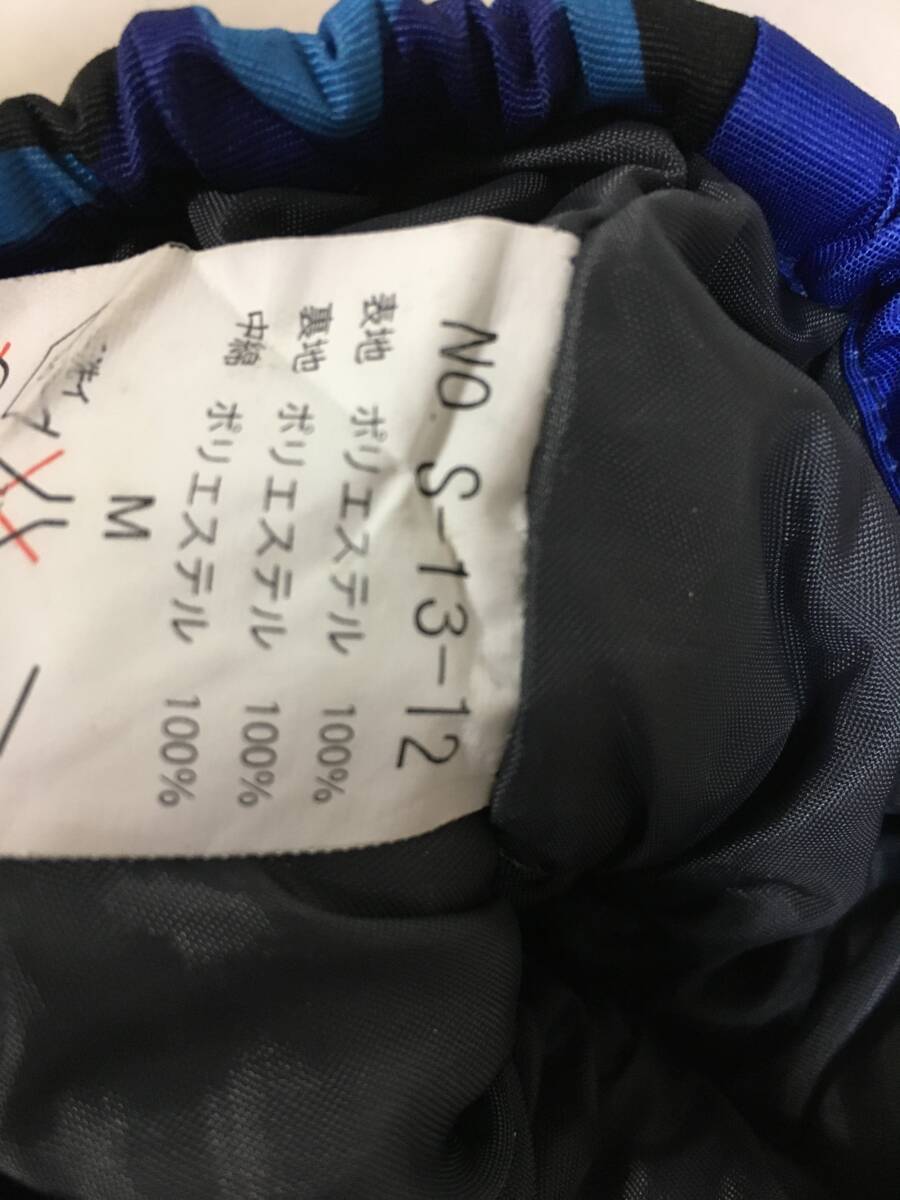 NO. S-13-12
表地 ポリエステル 100%
裏地 ポリエステル 100%
中綿 ポリエステル 100%
M